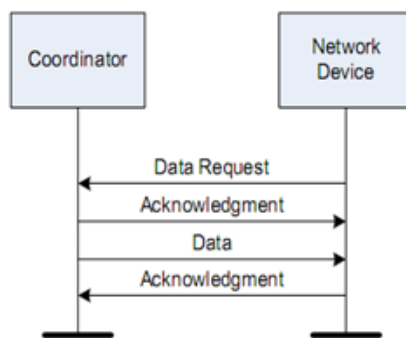 Coordinator
Network
Device
Data Request
Acknowledgment
Data
Acknowledgment